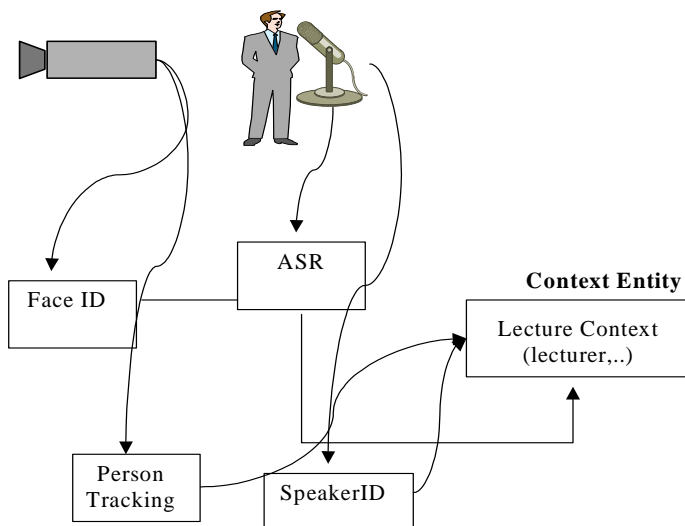 ASR
Face ID
Context Entity
Lecture Context
(lecturer,..)
Person
Tracking
SpeakerID